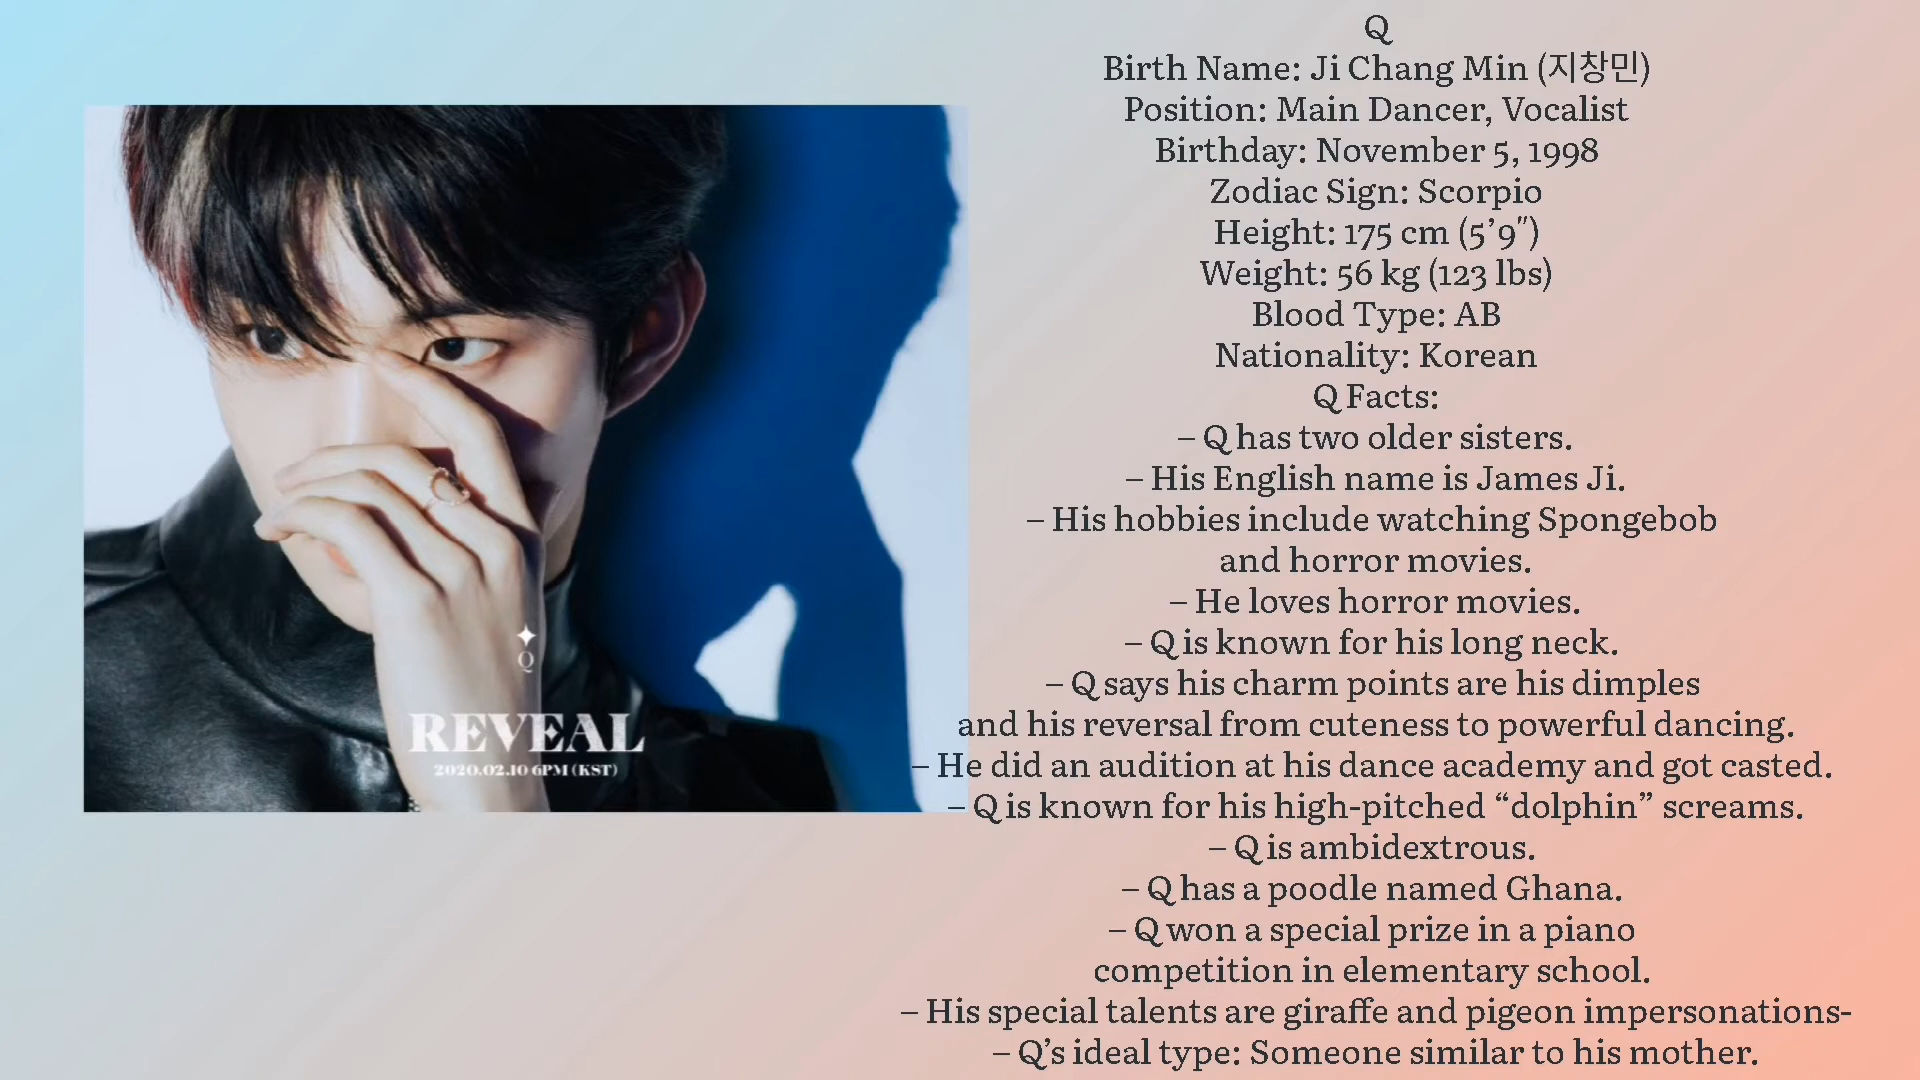 Q
Birth Name: Ji Chang Min (지창민)
Position: Main Dancer, Vocalist
Birthday: November 5, 1998
Zodiac Sign: Scorpio
Height: 175 cm (5’9″)
Weight: 56 kg (123 lbs)
Blood Type: AB
Nationality: Korean
Q Facts:
– Q has two older sisters.
– His English name is James Ji.
– His hobbies include watching Spongebob
and horror movies.
– He loves horror movies.
– Q is known for his long neck.
– Q says his charm points are his dimples
and his reversal from cuteness to powerful dancing.
– He did an audition at his dance academy and got casted.
– Q is known for his high-pitched “dolphin” screams.
– Q is ambidextrous.
– Q has a poodle named Ghana.
– Q won a special prize in a piano
competition in elementary school.
– His special talents are giraffe and pigeon impersonations-
– Q’s ideal type: Someone similar to his mother.
Q
REVEAL
2020.02.10 6PM (KST)